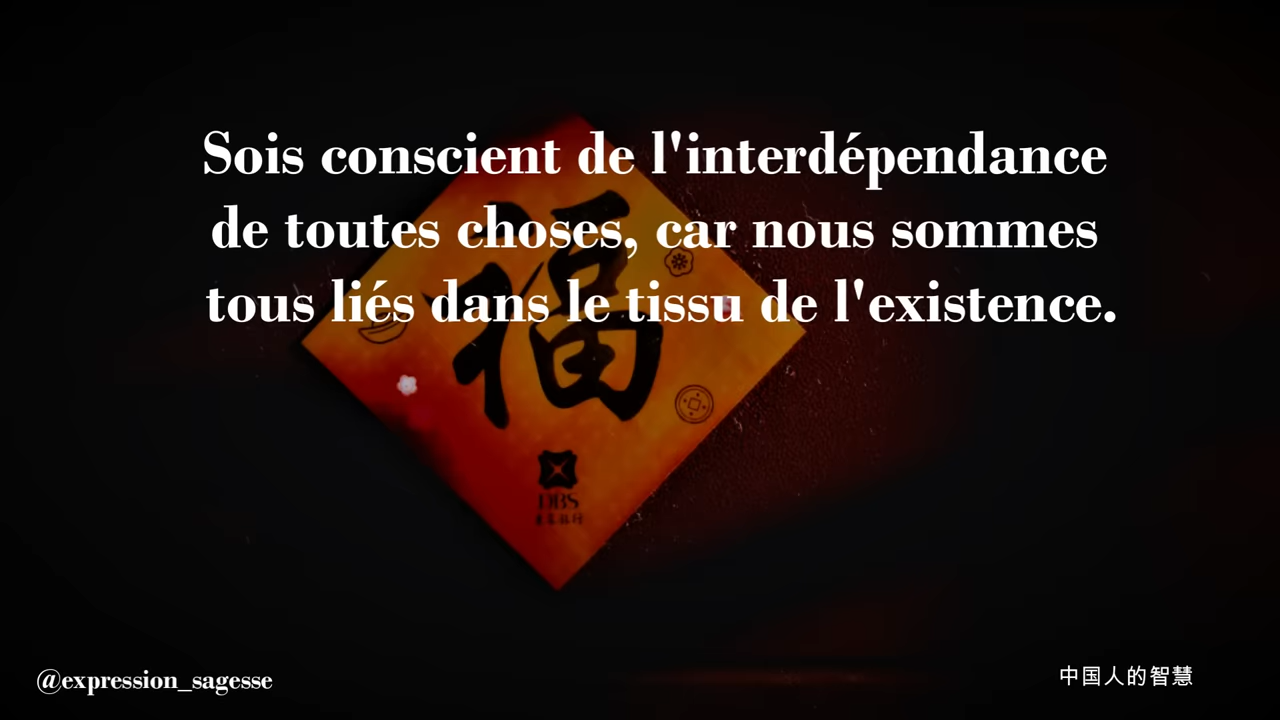 Sois conscient de l'interdépendance
de toutes choses, car nous sommes
tous liés dans le tissu de l'existence.
福
DBS
@expression_sagesse
中国人的智慧